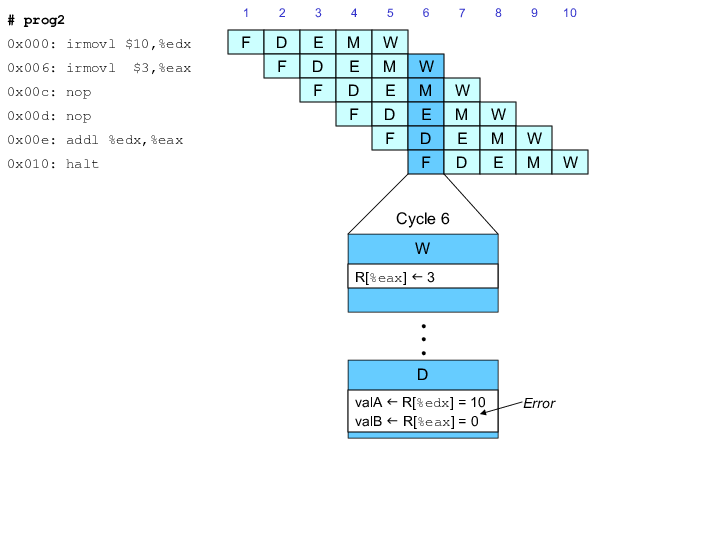 # prog2
1 2 3 4 5 6 7 8 9 10
0x000: irmovl $10,%edx F D E M W
0x006: irmovl  $3,%eax F D E M W
0x00c: nop F D E M W
0x00d: nop F D E M W
0x00e: addl %edx,%eax F D E M W
0x010: halt F D E M W
Cycle 6
W
R[%eax] ← 3
D
valA ← R[%edx] = 10
valB ← R[%eax] = 0
Error